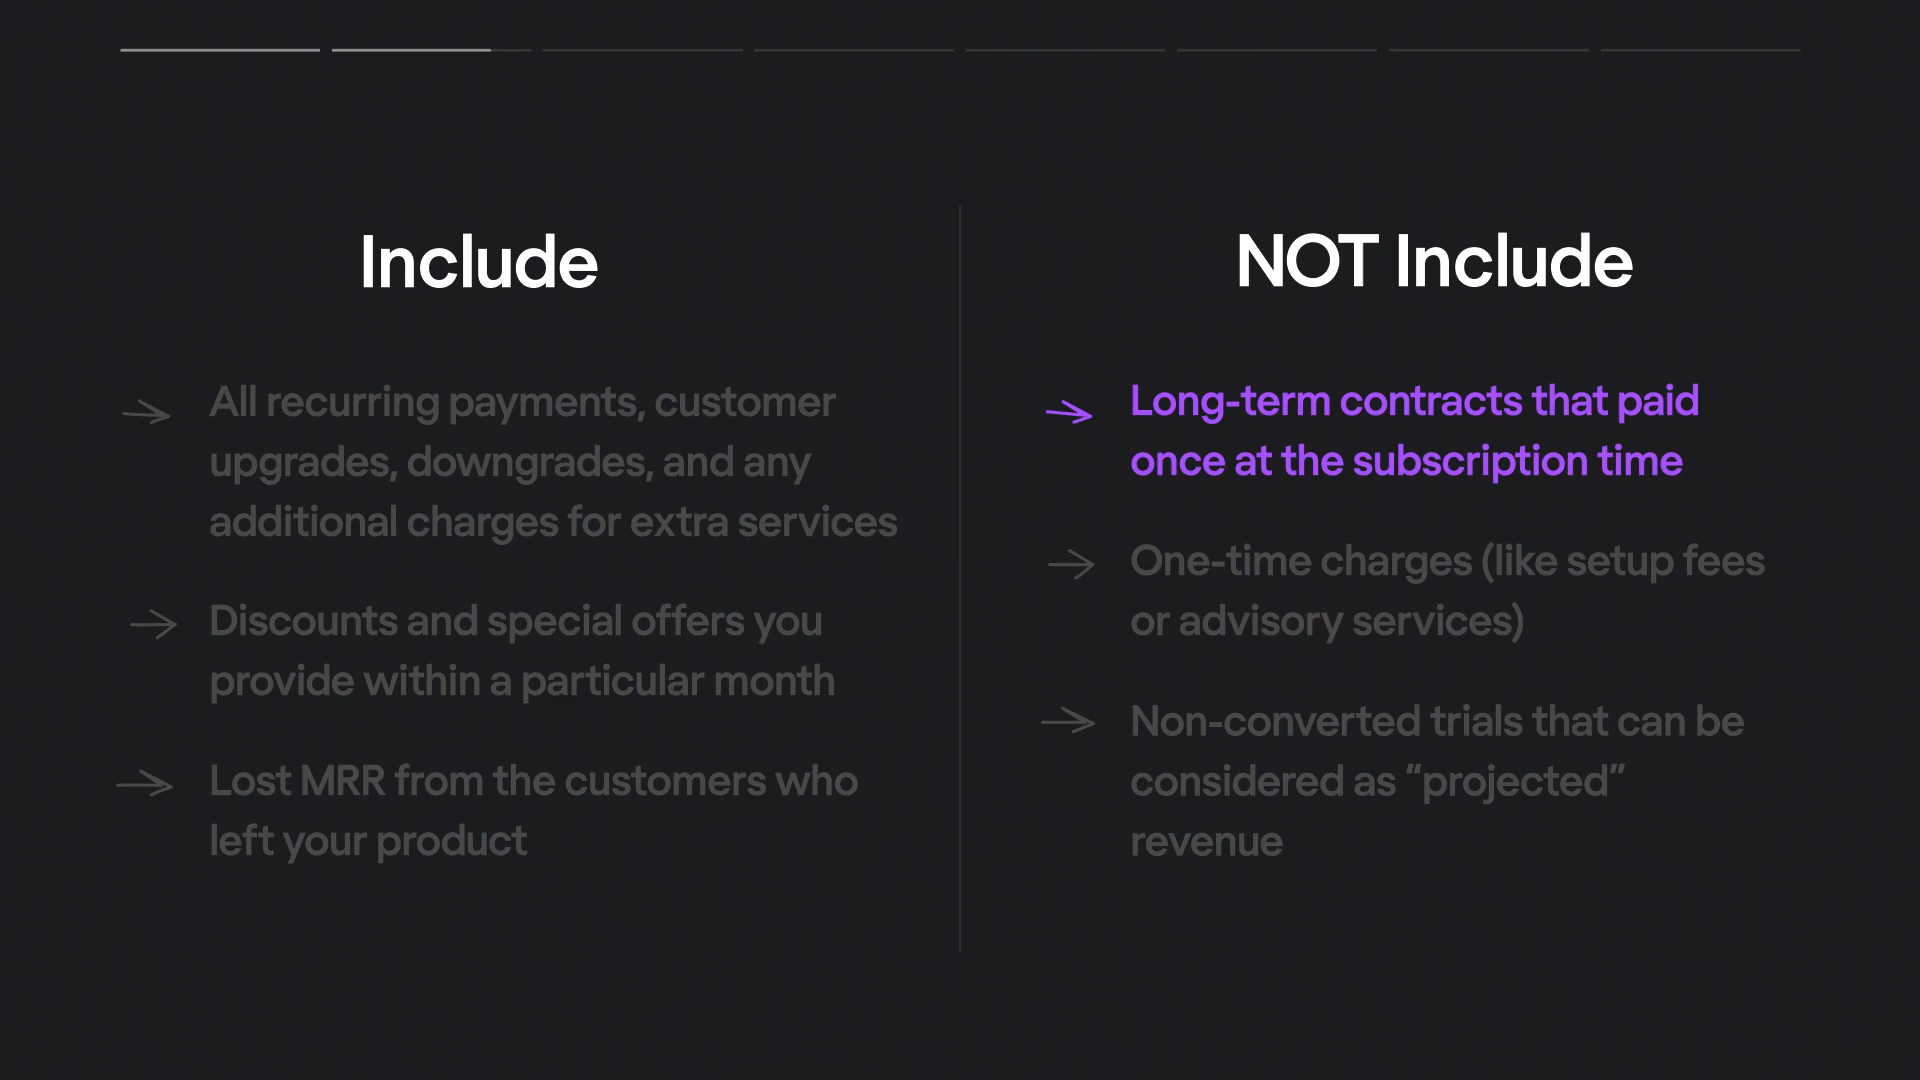 Include
All recurring payments, customer
upgrades, downgrades, and any
additional charges for extra services
Discounts and special offers you
provide within a particular month
Lost MRR from the customers who
left your product
NOT Include
Long-term contracts that paid
once at the subscription time
One-time charges (like setup fees
or advisory services)
Non-converted trials that can be
considered as “projected”
revenue